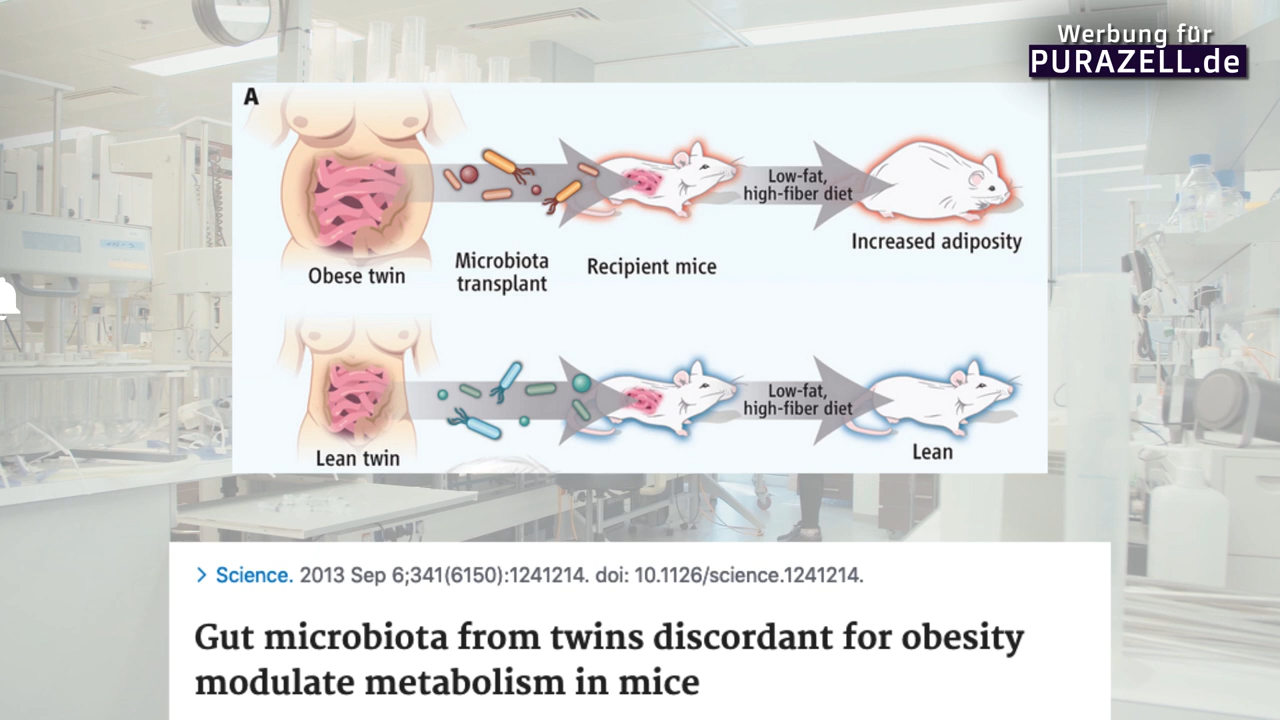 Werbung für
PURAZELL.de
A
Obese twin
Microbiota
transplant
Recipient mice
Low-fat,
high-fiber diet
Increased adiposity
Lean twin
Low-fat,
high-fiber diet
Lean
Science. 2013 Sep 6;341(6150):1241214. doi: 10.1126/science.1241214.
Gut microbiota from twins discordant for obesity
modulate metabolism in mice